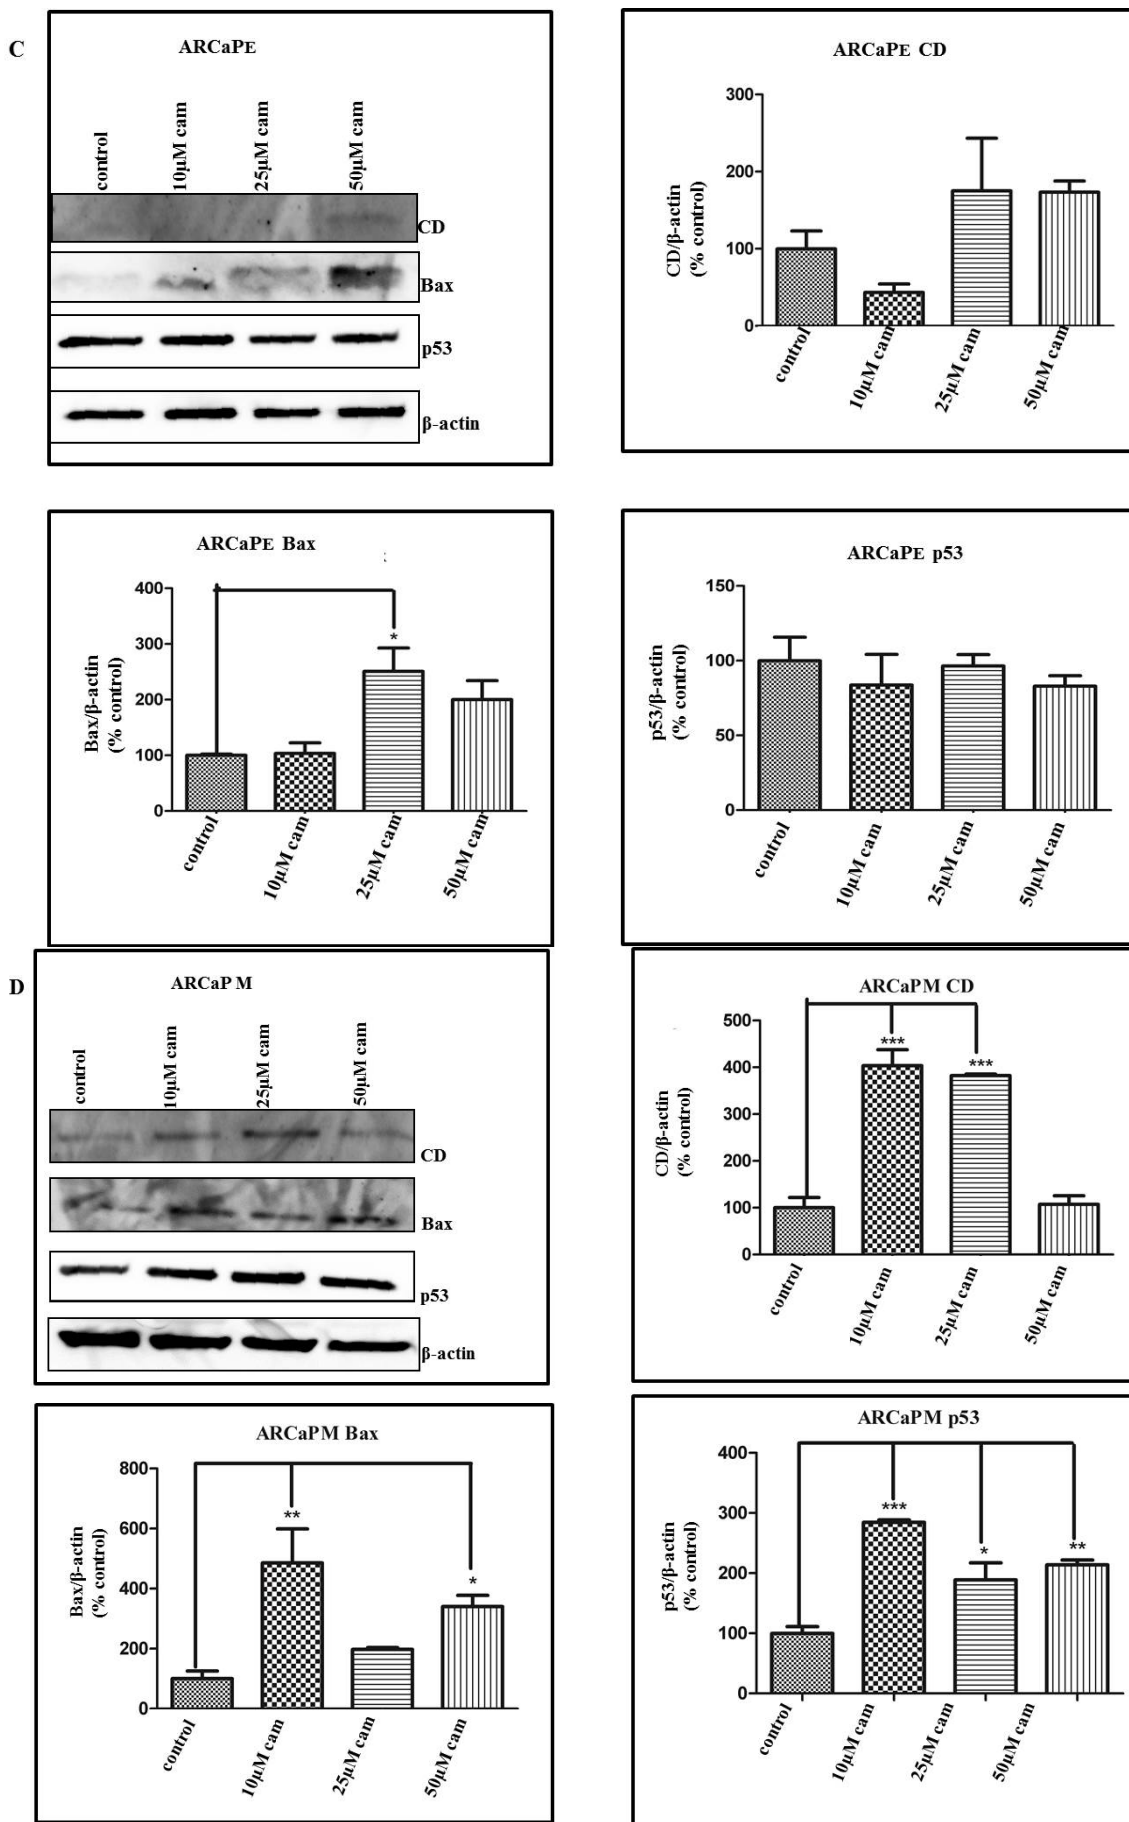 C
ARCaPE
control
10µM cam
25µM cam
50µM cam
CD
Bax
p53
β-actin
ARCaPE CD
CD/β-actin
(% control)
300
200
100
0
control
10µM cam
25µM cam
50µM cam
ARCaPE Bax
Bax/β-actin
(% control)
400
300
200
100
0
*
control
10µM cam
25µM cam
50µM cam
ARCaPE p53
p53/β-actin
(% control)
150
100
50
0
control
10µM cam
25µM cam
50µM cam
D
ARCaP M
control
10µM cam
25µM cam
50µM cam
CD
Bax
p53
β-actin
ARCaPM CD
CD/β-actin
(% control)
500
400
300
200
100
0
***
***
control
10µM cam
25µM cam
50µM cam
ARCaPM Bax
Bax/β-actin
(% control)
800
600
400
200
0
**
*
control
10µM cam
25µM cam
50µM cam
ARCaPM p53
p53/β-actin
(% control)
400
300
200
100
0
***
*
**
control
10µM cam
25µM cam
50µM cam